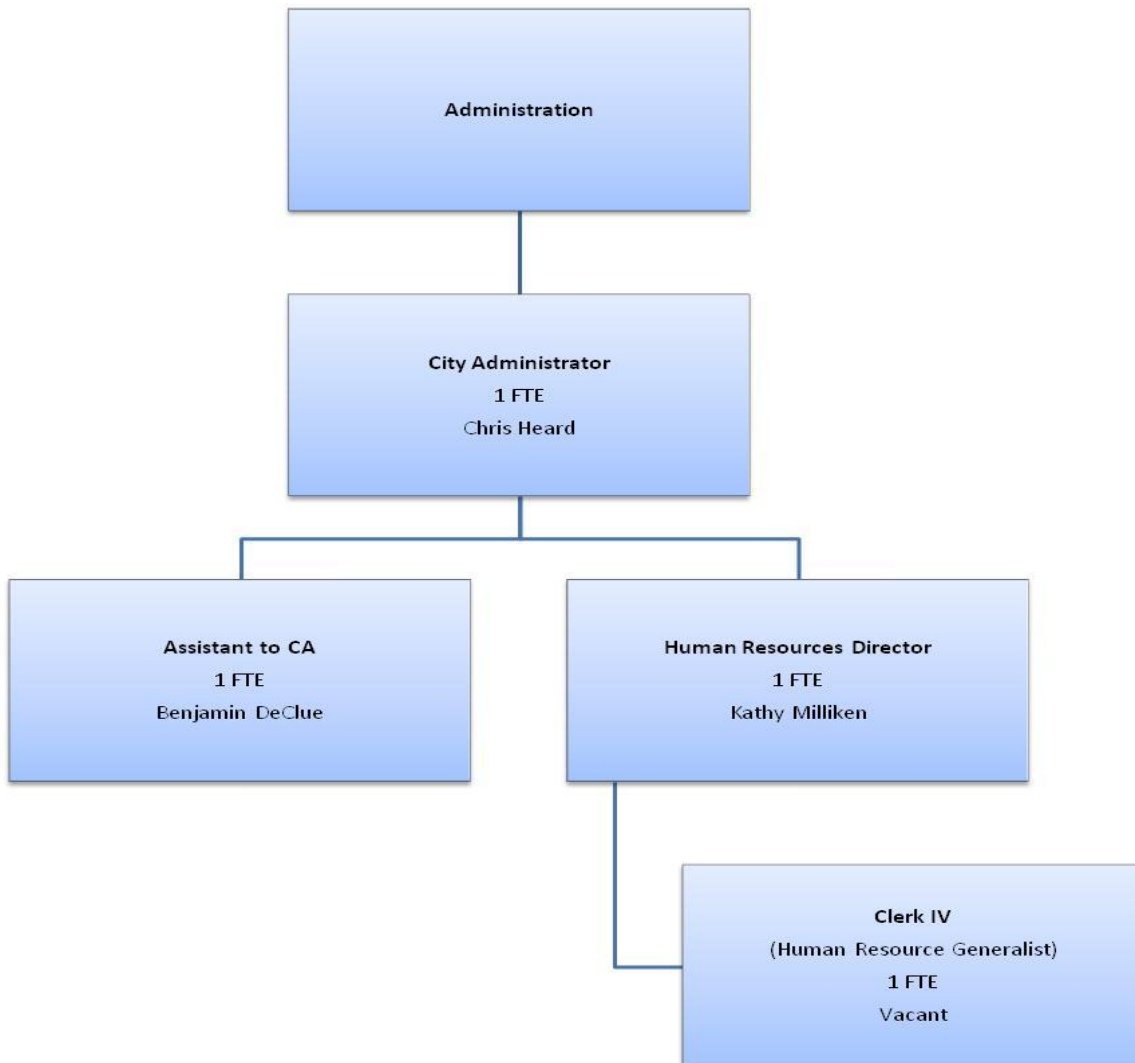 Administration
City Administrator
1 FTE
Chris Heard
Assistant to CA
1 FTE
Benjamin DeClue
Human Resources Director
1 FTE
Kathy Milliken
Clerk IV
(Human Resource Generalist)
1 FTE
Vacant